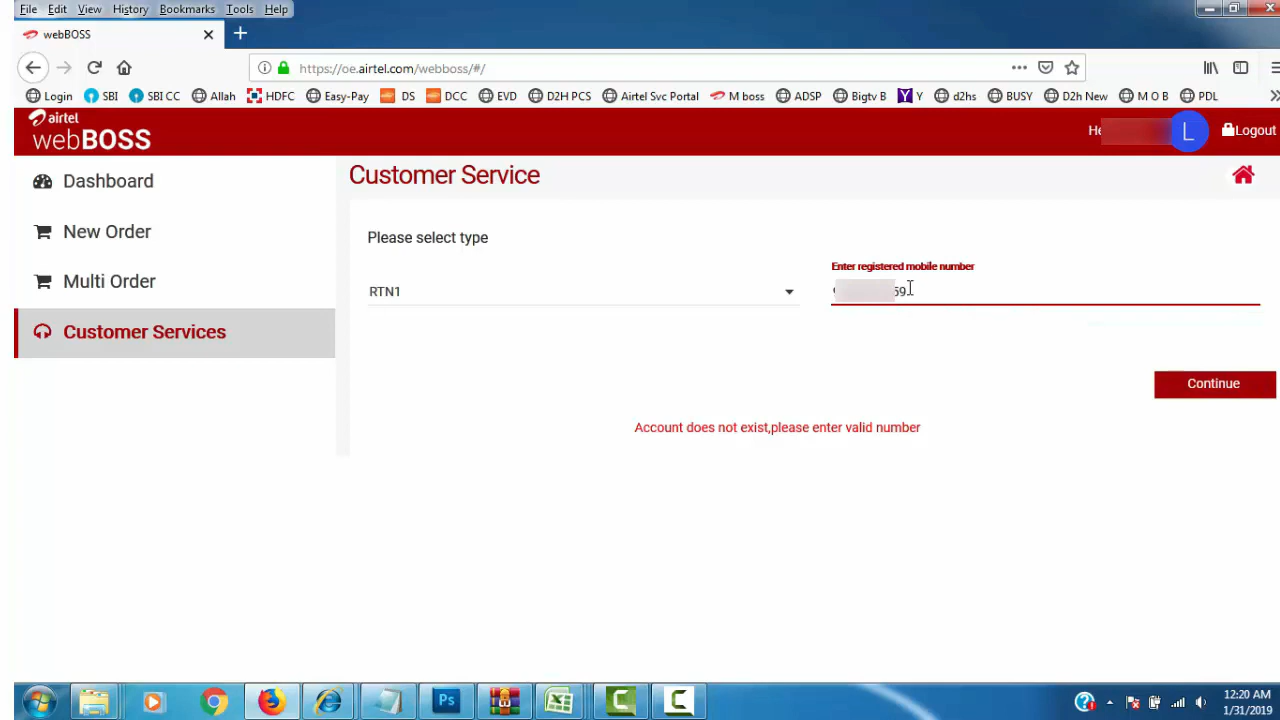 File Edit View History Tools Help
webBOSS
https://oe.airtel.com/webboss/#/
Login SBI SBI CC Allah HDFC Easy-Pay DS DCC EVD D2H PCS Airtel Svc Portal M boss ADSP Bigtv B Y d2hs BUSY D2h New M O B PDL
airtel
webBOSS
L Logout
Dashboard
New Order
Multi Order
Customer Services
Customer Service
Please select type
Enter registered mobile number
RTN1
59
Continue
Account does not exist,please enter valid number
Ps
12:20 AM
1/31/2019